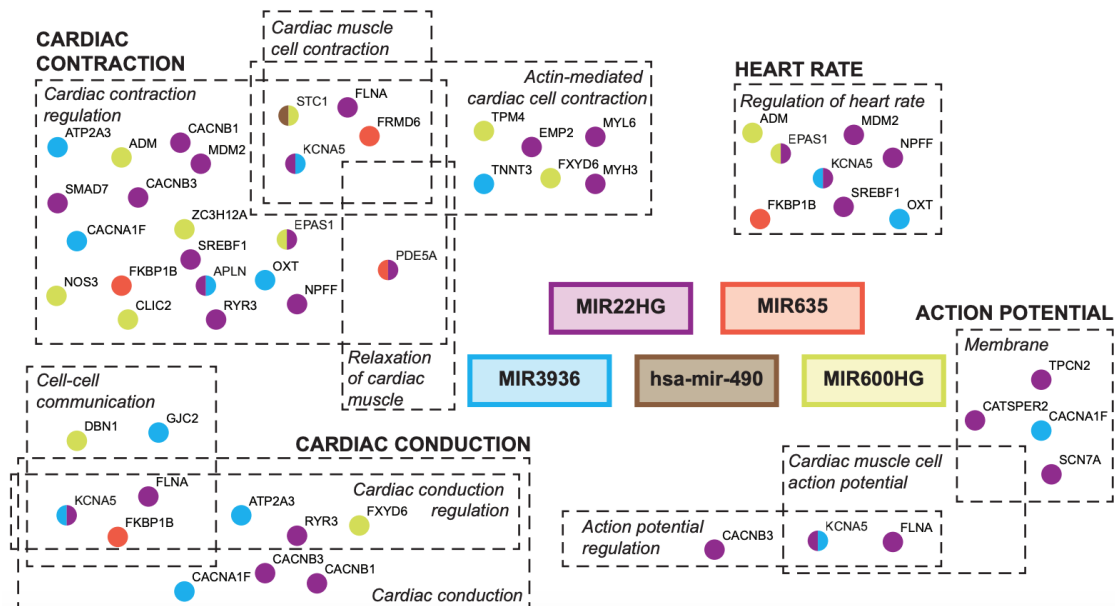 CARDIAC
CONTRACTION
Cardiac contraction
regulation
ATP2A3
ADM
CACNB1
MDM2
SMAD7
CACNB3
CACNA1F
ZC3H12A
SREBF1
EPAS1
NOS3
FKBP1B
APLN
OXT
CLIC2
RYR3
NPFF
Cardiac muscle
cell contraction
STC1
FLNA
FRMD6
KCNA5
Actin-mediated
cardiac cell contraction
TPM4
EMP2
MYL6
TNNT3
FXYD6
MYH3
PDE5A
Relaxation
of cardiac
muscle
HEART RATE
Regulation of heart rate
ADM
MDM2
EPAS1
NPFF
KCNA5
SREBF1
FKBP1B
OXT
MIR22HG
MIR635
MIR3936
hsa-mir-490
MIR600HG
Cell-cell
communication
DBN1
GJC2
CARDIAC CONDUCTION
KCNA5
FLNA
FKBP1B
Cardiac conduction
regulation
ATP2A3
RYR3
FXYD6
CACNA1F
CACNB3
CACNB1
Cardiac conduction
ACTION POTENTIAL
Membrane
TPCN2
CATSPER2
CACNA1F
SCN7A
Cardiac muscle cell
action potential
Action potential
regulation
CACNB3
KCNA5
FLNA